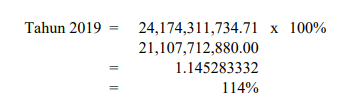 Tahun 2019 = 24,174,311,734.71 x 100%
21,107,712,880.00
= 1.145283332
= 114%